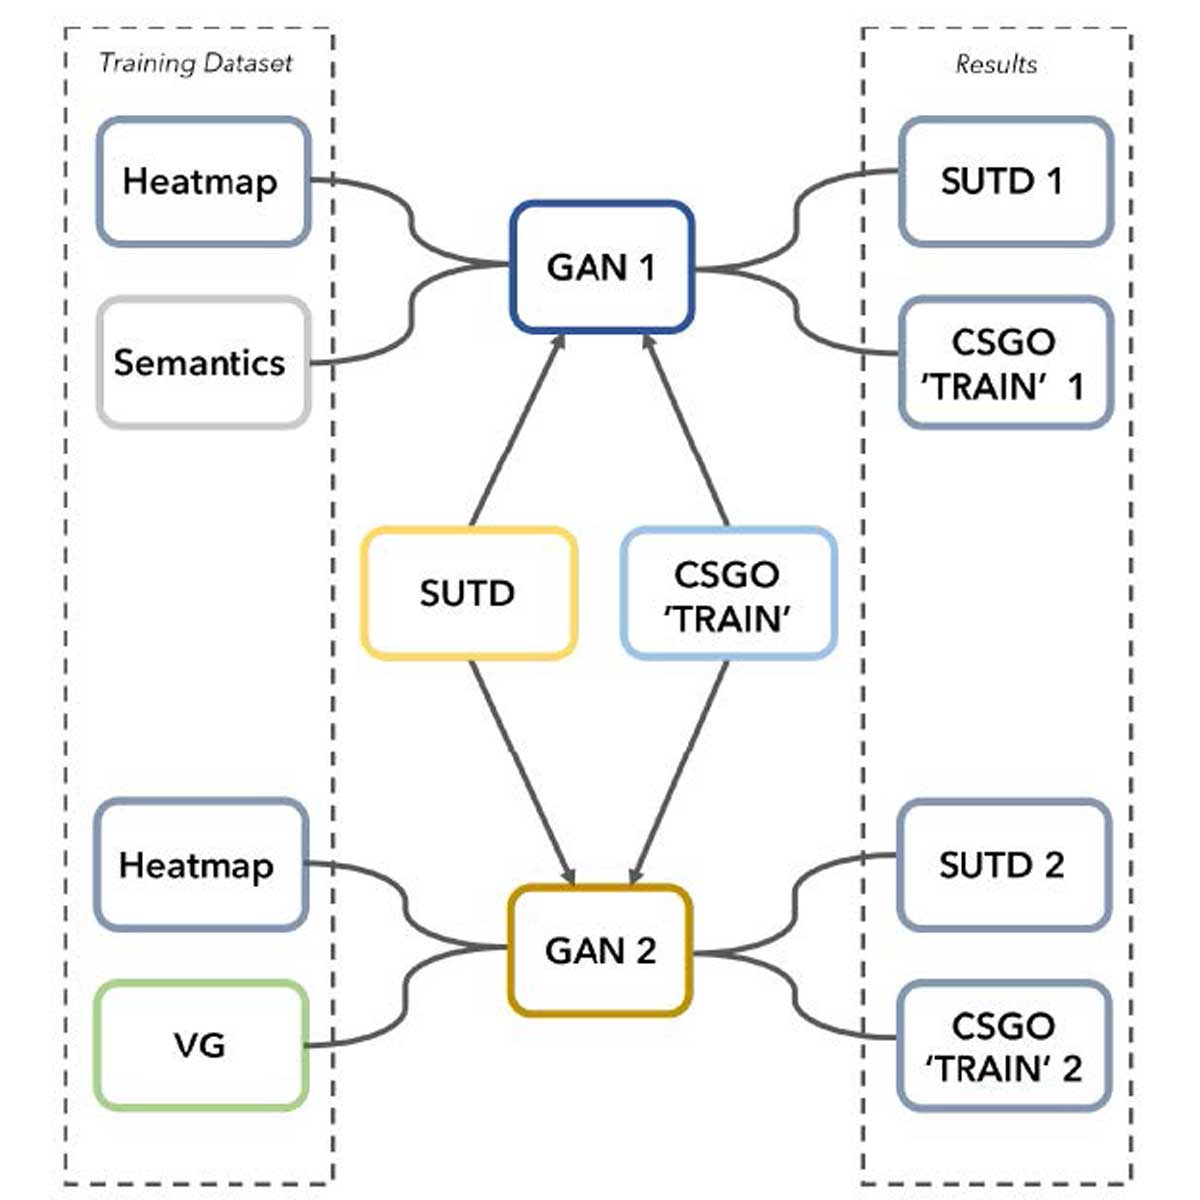 Training Dataset
Results
Heatmap
Semantics
GAN 1
SUTD 1
CSGO
'TRAIN' 1
SUTD
CSGO
'TRAIN'
Heatmap
VG
GAN 2
SUTD 2
CSGO
'TRAIN' 2